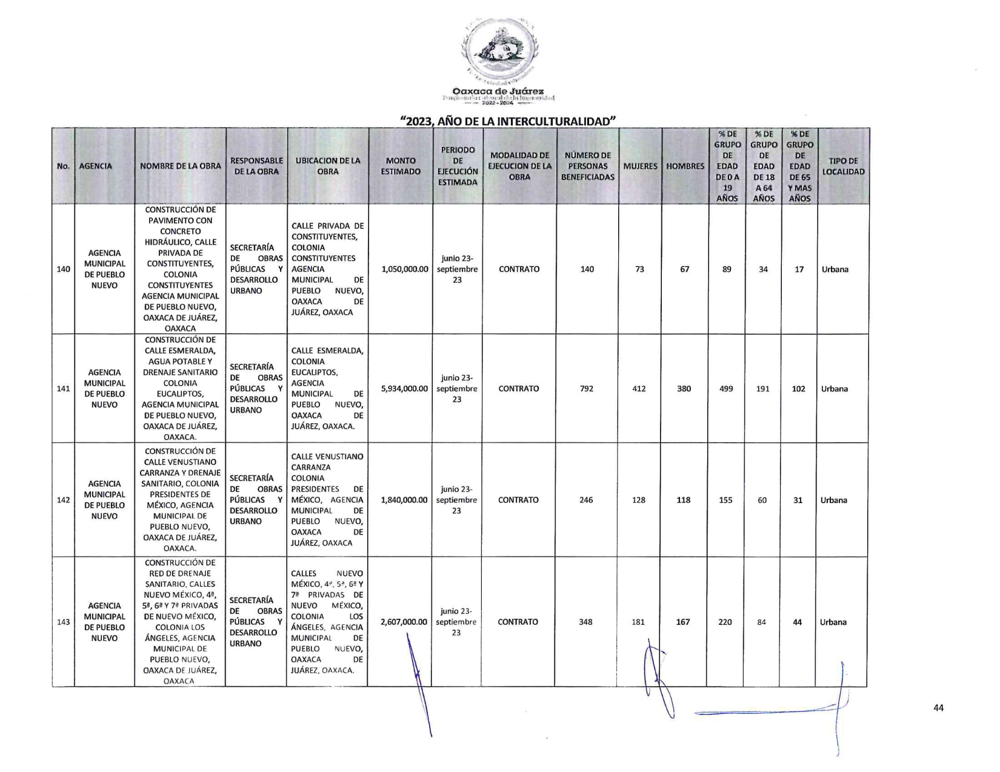 Oaxaca de Juárez
2022 - 2024
“2023, AÑO DE LA INTERCULTURALIDAD”
No.
AGENCIA
NOMBRE DE LA OBRA
RESPONSABLE
DE LA OBRA
UBICACION DE LA
OBRA
MONTO
ESTIMADO
PERIODO
DE
EJECUCIÓN
ESTIMADA
MODALIDAD DE
EJECUCION DE LA
OBRA
NÚMERO DE
PERSONAS
BENEFICIADAS
MUJERES
HOMBRES
% DE
GRUPO
DE
EDAD
DE 0 A
19
AÑOS
% DE
GRUPO
DE
EDAD
DE 18
A 64
AÑOS
% DE
GRUPO
DE
EDAD
DE 65
Y MAS
AÑOS
TIPO DE
LOCALIDAD
140
AGENCIA
MUNICIPAL
DE PUEBLO
NUEVO
CONSTRUCCIÓN DE
PAVIMENTO CON
CONCRETO
HIDRÁULICO, CALLE
PRIVADA DE
CONSTITUYENTES,
COLONIA
CONSTITUYENTES
AGENCIA MUNICIPAL
DE PUEBLO NUEVO,
OAXACA DE JUÁREZ,
OAXACA
SECRETARÍA
DE OBRAS
PÚBLICAS Y
DESARROLLO
URBANO
CALLE PRIVADA DE
CONSTITUYENTES,
COLONIA
CONSTITUYENTES
AGENCIA
MUNICIPAL DE
PUEBLO NUEVO,
OAXACA DE
JUÁREZ, OAXACA
1,050,000.00
junio 23-
septiembre
23
CONTRATO
140
73
67
89
34
17
Urbana
141
AGENCIA
MUNICIPAL
DE PUEBLO
NUEVO
CONSTRUCCIÓN DE
CALLE ESMERALDA,
AGUA POTABLE Y
DRENAJE SANITARIO
COLONIA
EUCALIPTOS,
AGENCIA MUNICIPAL
DE PUEBLO NUEVO,
OAXACA DE JUÁREZ,
OAXACA.
SECRETARÍA
DE OBRAS
PÚBLICAS Y
DESARROLLO
URBANO
CALLE ESMERALDA,
COLONIA
EUCALIPTOS,
AGENCIA
MUNICIPAL DE
PUEBLO NUEVO,
OAXACA DE
JUÁREZ, OAXACA.
5,934,000.00
junio 23-
septiembre
23
CONTRATO
792
412
380
499
191
102
Urbana
142
AGENCIA
MUNICIPAL
DE PUEBLO
NUEVO
CONSTRUCCIÓN DE
CALLE VENUSTIANO
CARRANZA Y DRENAJE
SANITARIO, COLONIA
PRESIDENTES DE
MÉXICO, AGENCIA
MUNICIPAL DE
PUEBLO NUEVO,
OAXACA DE JUÁREZ,
OAXACA.
SECRETARÍA
DE OBRAS
PÚBLICAS Y
DESARROLLO
URBANO
CALLE VENUSTIANO
CARRANZA
COLONIA
PRESIDENTES DE
MÉXICO, AGENCIA
MUNICIPAL DE
PUEBLO NUEVO,
OAXACA DE
JUÁREZ, OAXACA
1,840,000.00
junio 23-
septiembre
23
CONTRATO
246
128
118
155
60
31
Urbana
143
AGENCIA
MUNICIPAL
DE PUEBLO
NUEVO
CONSTRUCCIÓN DE
RED DE DRENAJE
SANITARIO, CALLES
NUEVO MÉXICO, 4ª,
5ª, 6ª Y 7ª PRIVADAS
DE NUEVO MÉXICO,
COLONIA LOS
ÁNGELES, AGENCIA
MUNICIPAL DE
PUEBLO NUEVO,
OAXACA DE JUÁREZ,
OAXACA
SECRETARÍA
DE OBRAS
PÚBLICAS Y
DESARROLLO
URBANO
CALLES NUEVO
MÉXICO, 4ª, 5ª, 6ª Y
7ª PRIVADAS DE
NUEVO MÉXICO,
COLONIA LOS
ÁNGELES, AGENCIA
MUNICIPAL DE
PUEBLO NUEVO,
OAXACA DE
JUÁREZ, OAXACA.
2,607,000.00
junio 23-
septiembre
23
CONTRATO
348
181
167
220
84
44
Urbana
44